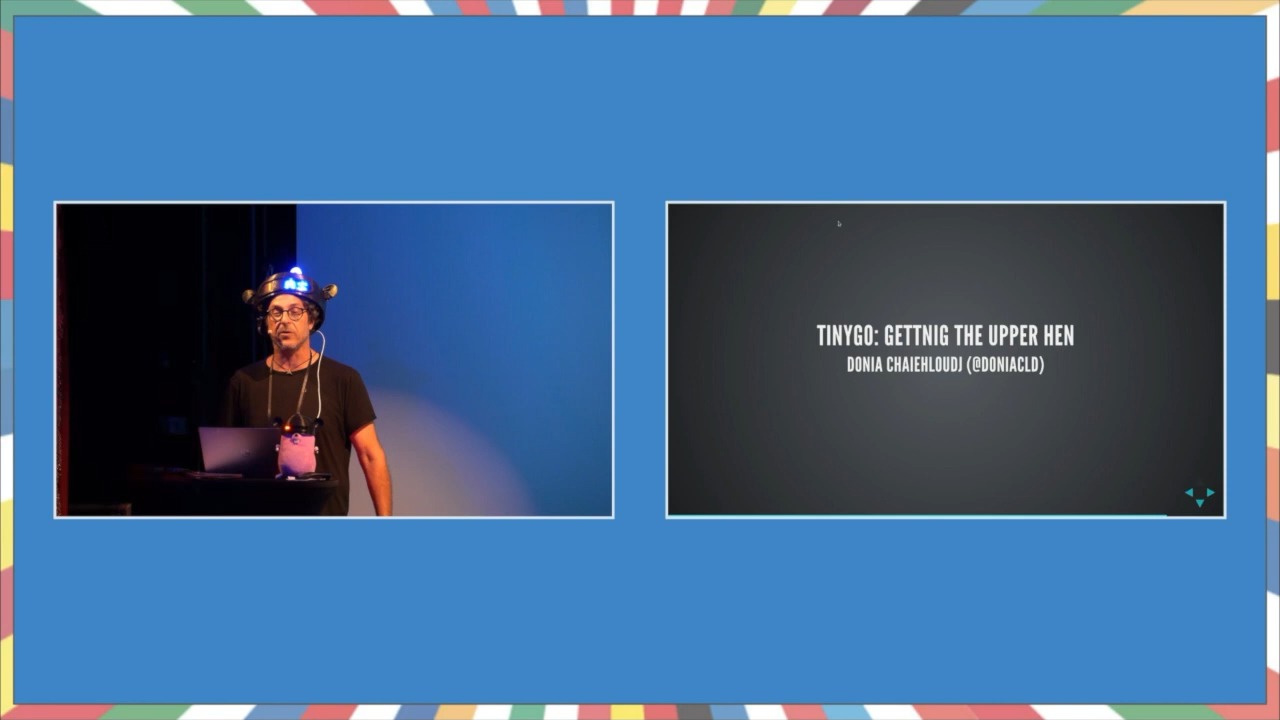 TINYGO: GETTNIG THE UPPER HEN
DONIA CHAIEHLOUDJ (@DONIACLD)